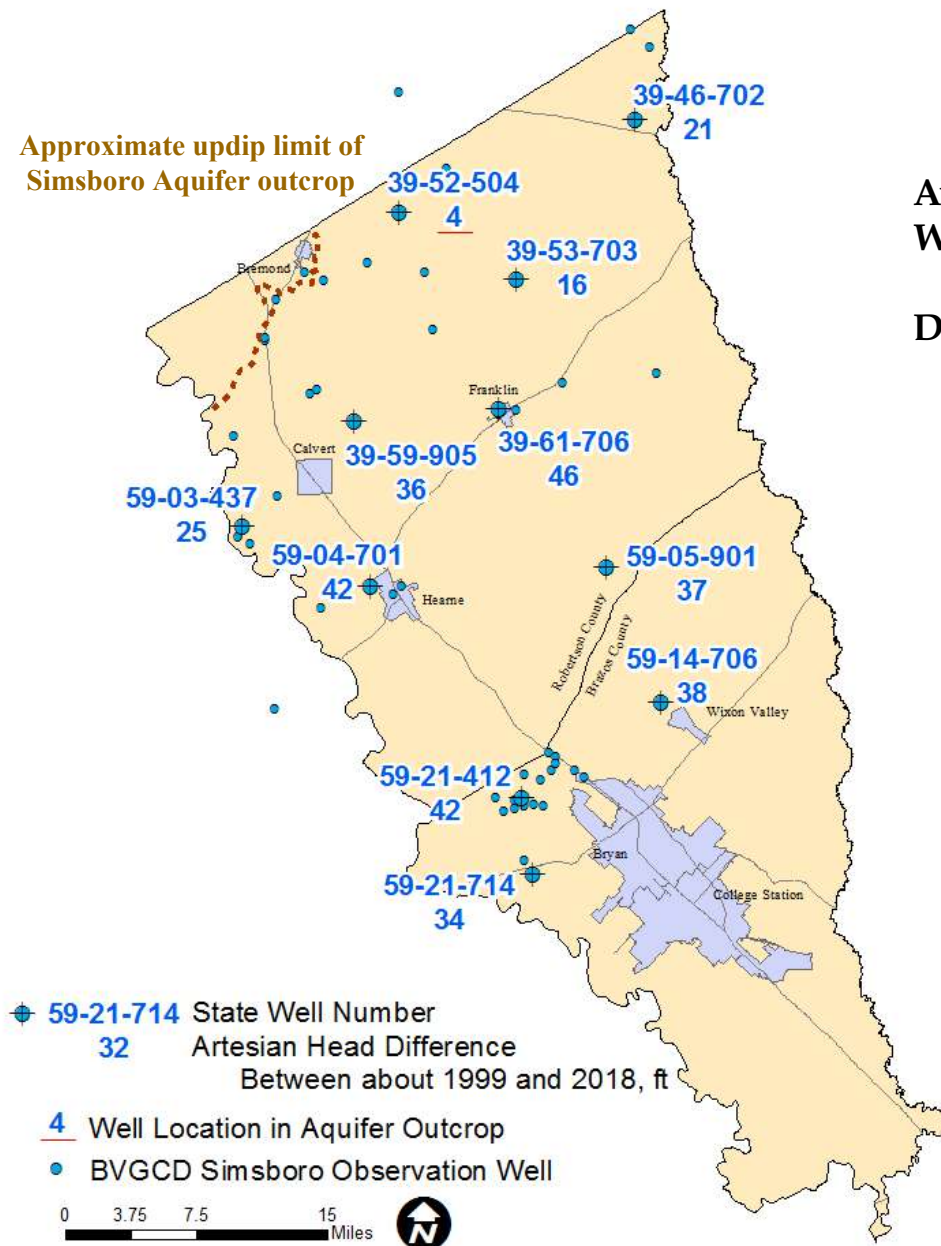 39-46-702
21
Approximate updip limit of
Simsboro Aquifer outcrop
39-52-504
4
39-53-703
16
Bremond
Franklin
39-59-905
36
39-61-706
46
Calvert
59-03-437
25
59-04-701
42
Hearne
59-05-901
37
Robertson County
Brazos County
59-14-706
38
Wixon Valley
59-21-412
42
Bryan
59-21-714
34
College Station
59-21-714 State Well Number
32 Artesian Head Difference
Between about 1999 and 2018, ft
4 Well Location in Aquifer Outcrop
BVGCD Simsboro Observation Well
0 3.75 7.5 15
Miles
N